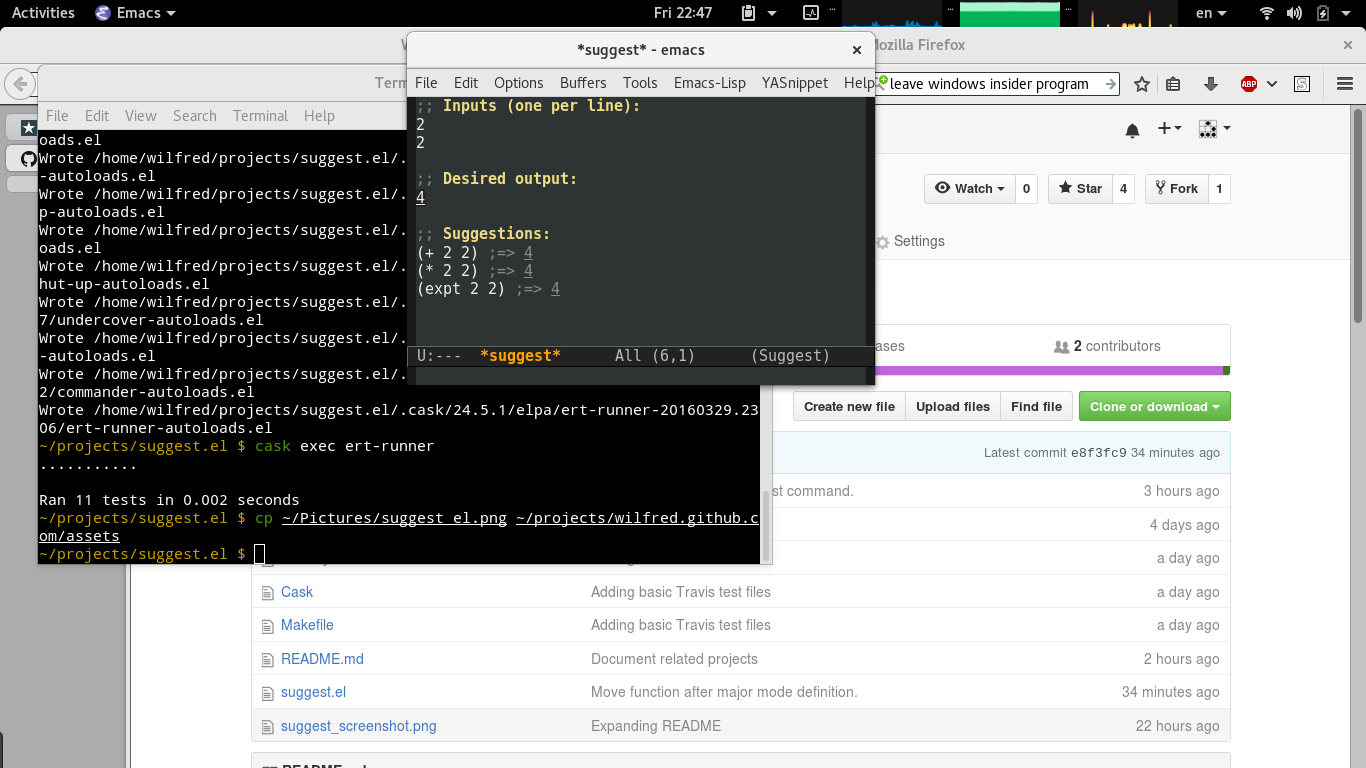 Activities Emacs Fri 22:47 en
Mozilla Firefox
*suggest* - emacs
File Edit Options Buffers Tools Emacs-Lisp YASnippet Help
;; Inputs (one per line):
2
2
;; Desired output:
4
;; Suggestions:
(+ 2 2) ;=> 4
(* 2 2) ;=> 4
(expt 2 2) ;=> 4
U:--- *suggest* All (6,1) (Suggest)
leave windows insider program
ABP
S
File Edit View Search Terminal Help
oads.el
Wrote /home/wilfred/projects/suggest.el/.
-autoloads.el
Wrote /home/wilfred/projects/suggest.el/.
p-autoloads.el
Wrote /home/wilfred/projects/suggest.el/.
oads.el
Wrote /home/wilfred/projects/suggest.el/.
hut-up-autoloads.el
Wrote /home/wilfred/projects/suggest.el/.
7/undercover-autoloads.el
Wrote /home/wilfred/projects/suggest.el/.
-autoloads.el
Wrote /home/wilfred/projects/suggest.el/.
2/commander-autoloads.el
Wrote /home/wilfred/projects/suggest.el/.cask/24.5.1/elpa/ert-runner-20160329.23
06/ert-runner-autoloads.el
~/projects/suggest.el $ cask exec ert-runner
...........
Ran 11 tests in 0.002 seconds
~/projects/suggest.el $ cp ~/Pictures/suggest_el.png ~/projects/wilfred.github.c
om/assets
~/projects/suggest.el $
Watch 0 Star 4 Fork 1
Settings
ases 2 contributors
Create new file Upload files Find file Clone or download
Latest commit e8f3fc9 34 minutes ago
st command. 3 hours ago
4 days ago
a day ago
Cask Adding basic Travis test files a day ago
Makefile Adding basic Travis test files a day ago
README.md Document related projects 2 hours ago
suggest.el Move function after major mode definition. 34 minutes ago
suggest_screenshot.png Expanding README 22 hours ago